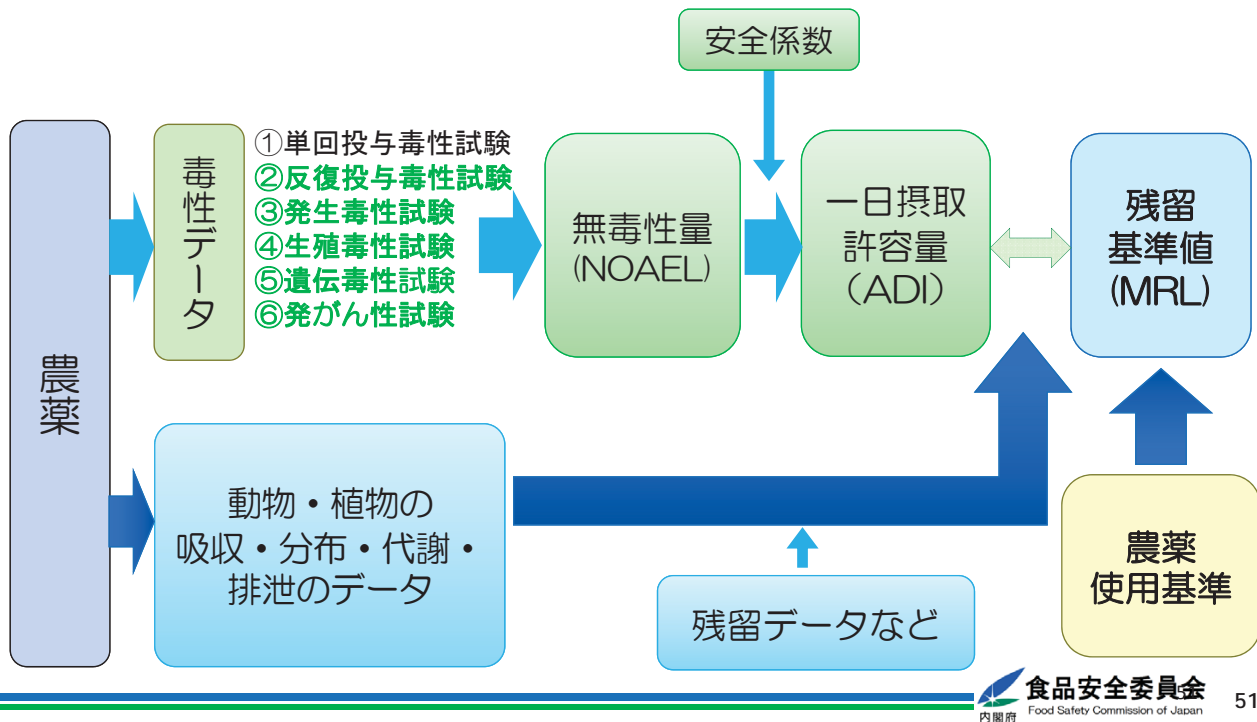 安全係数
農薬
毒性データ
①単回投与毒性試験
②反復投与毒性試験
③発生毒性試験
④生殖毒性試験
⑤遺伝毒性試験
⑥発がん性試験
無毒性量
(NOAEL)
一日摂取
許容量
（ADI）
残留
基準値
(MRL)
動物・植物の
吸収・分布・代謝・
排泄のデータ
残留データなど
農薬
使用基準
内閣府
食品安全委員会
Food Safety Commission of Japan
51